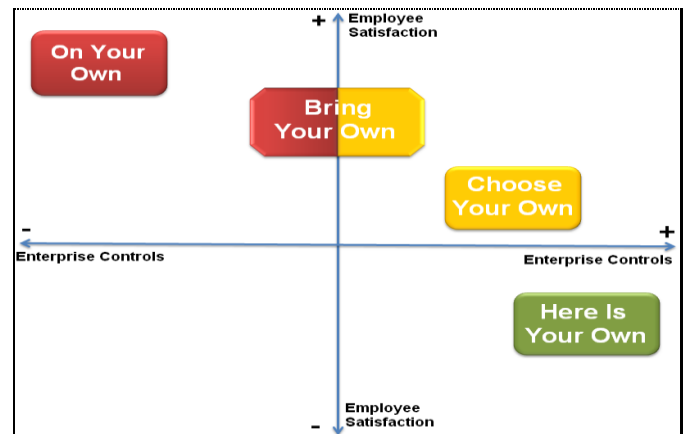 + Employee
Satisfaction
On Your
Own
Bring
Your Own
Choose
Your Own
-
+
Enterprise Controls
Enterprise Controls
Here Is
Your Own
Employee
- Satisfaction